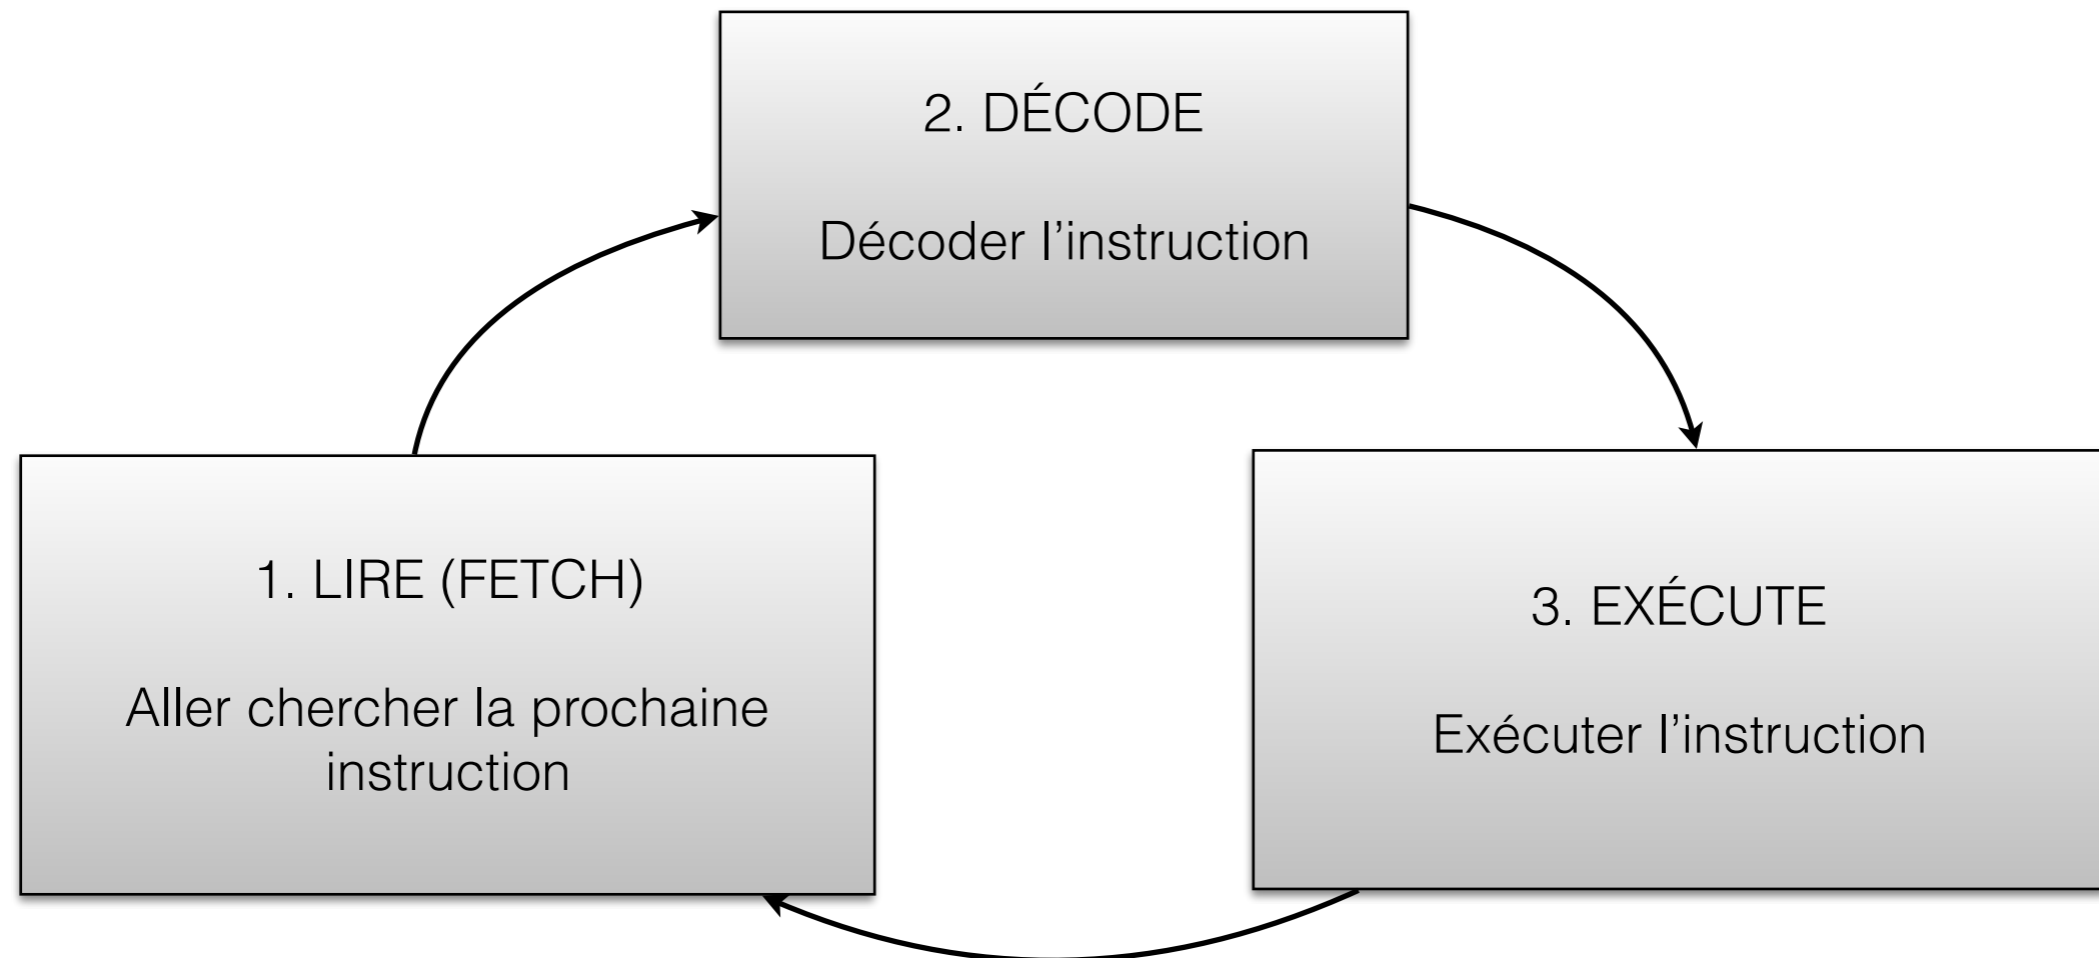 2. DÉCODE
Décoder l'instruction
1. LIRE (FETCH)
Aller chercher la prochaine
instruction
3. EXÉCUTE
Exécuter l'instruction